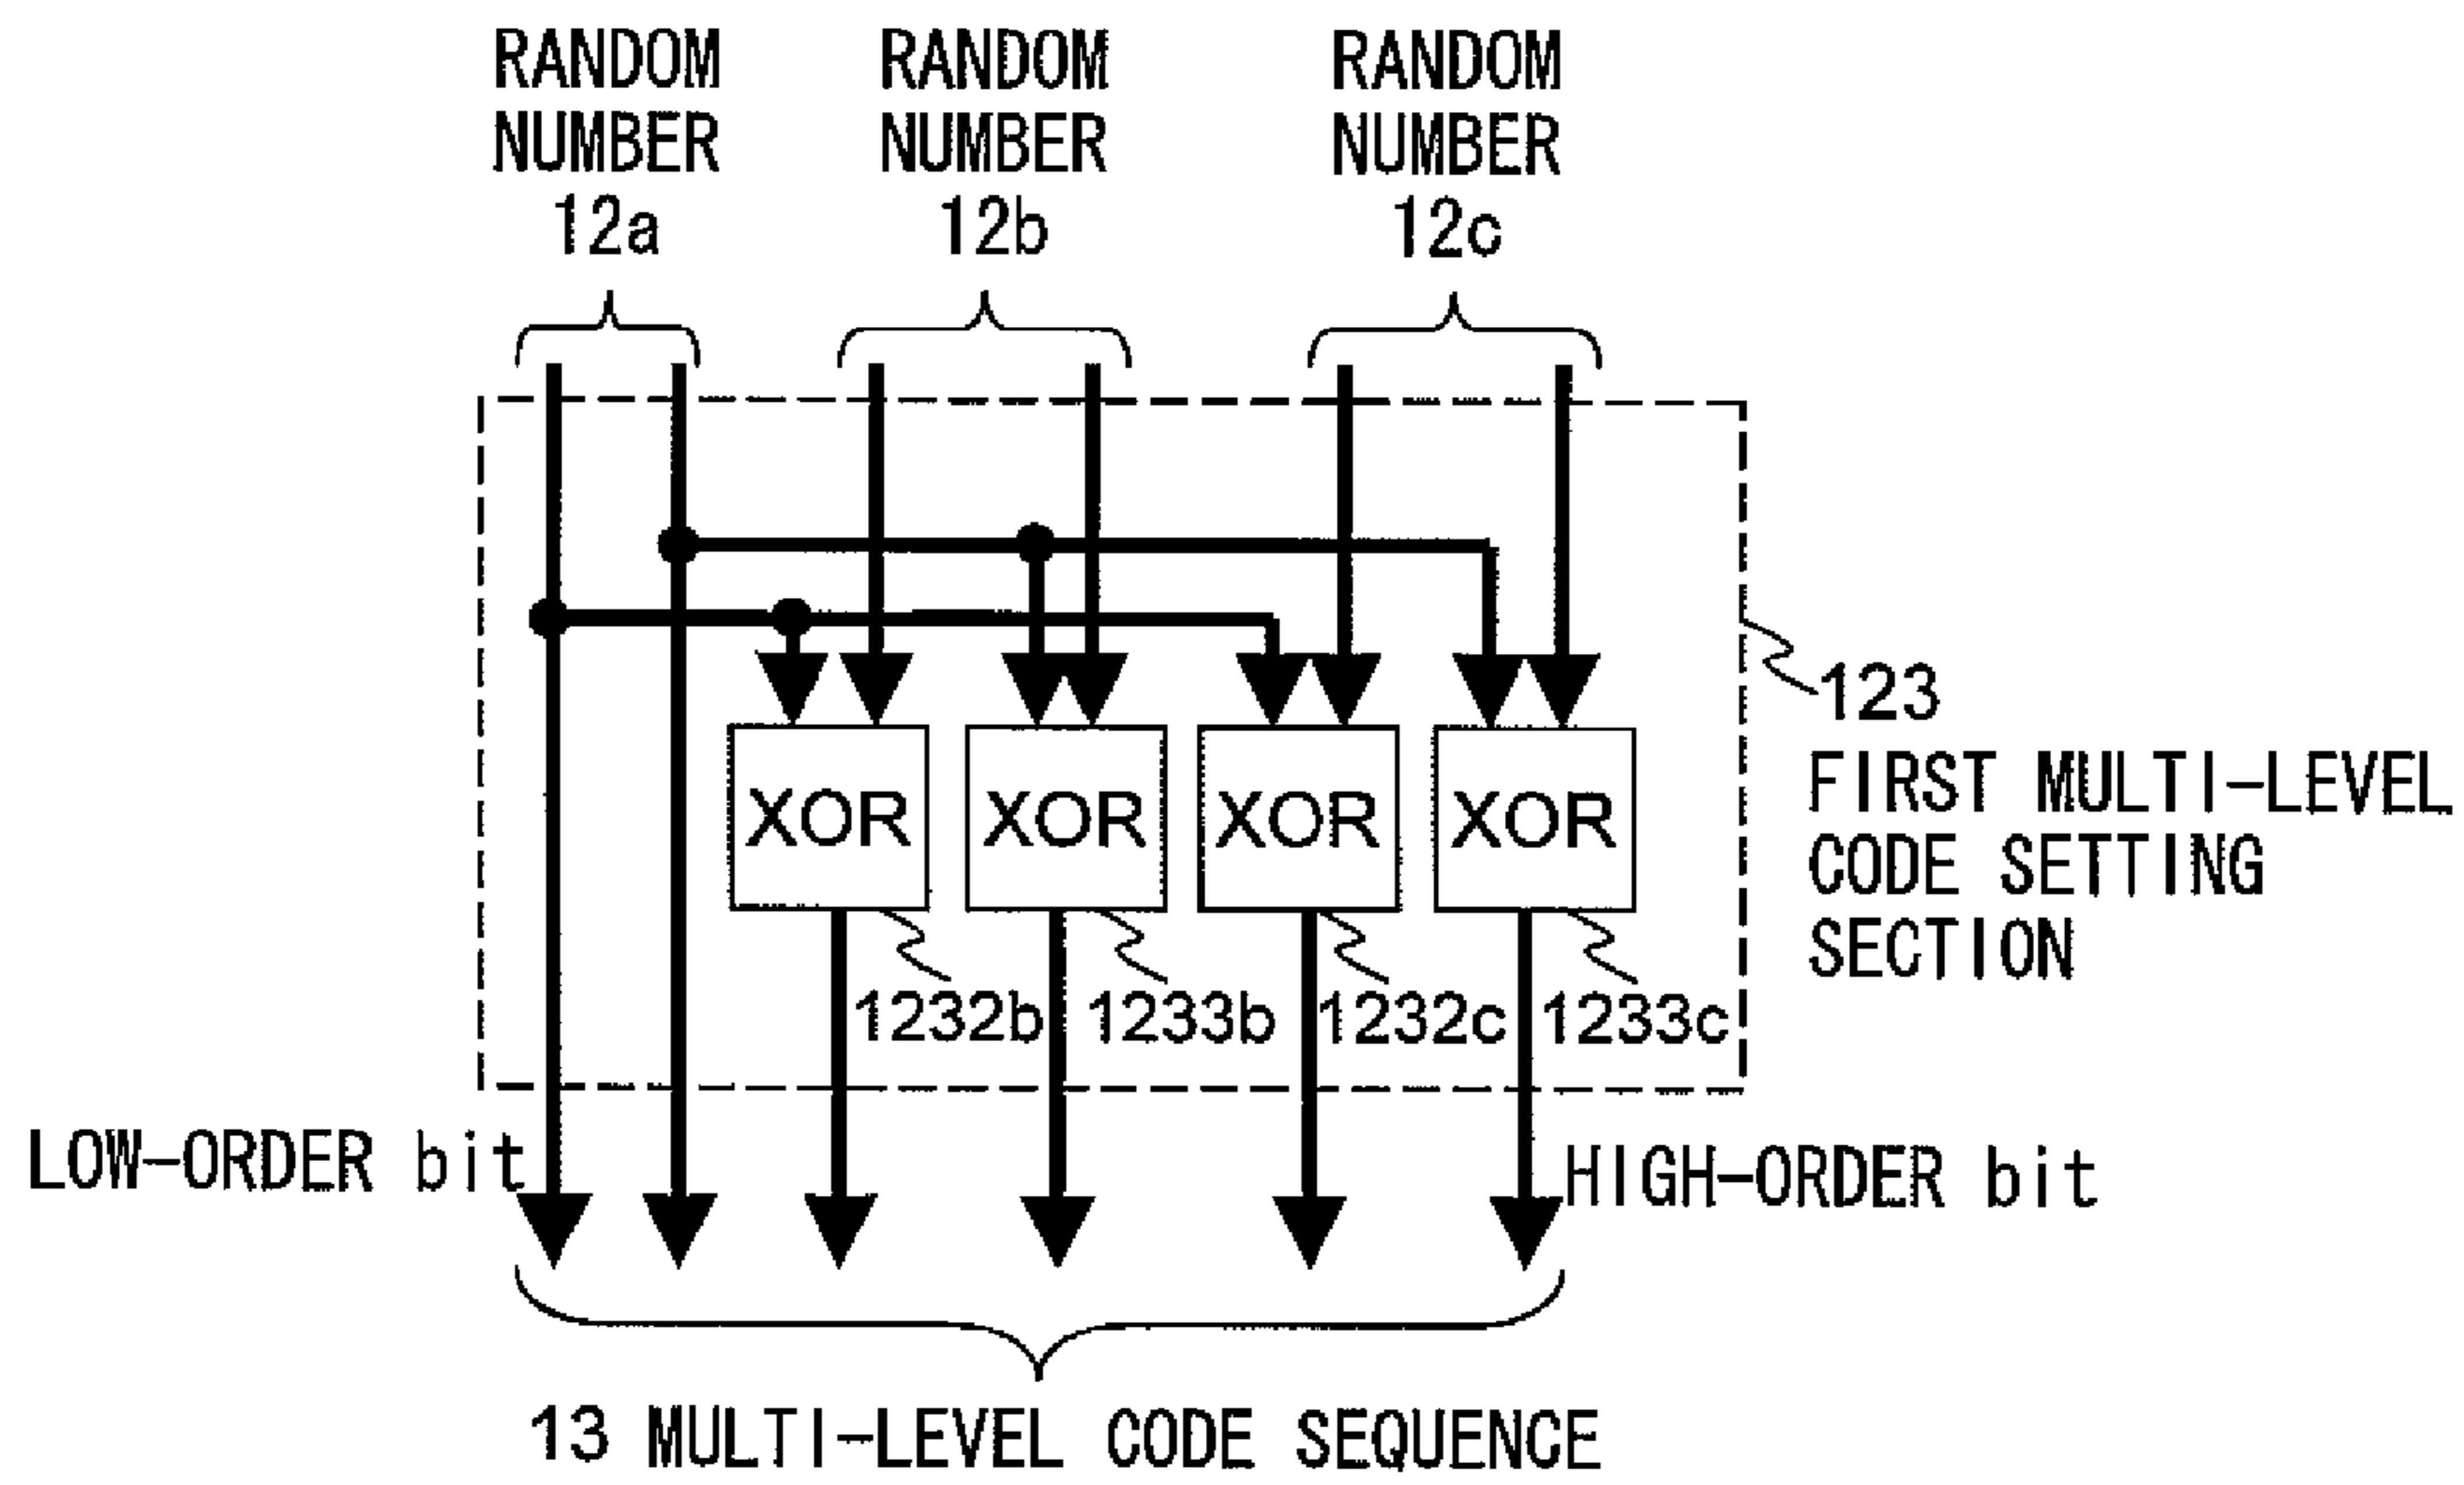 RANDOM
NUMBER
12a
RANDOM
NUMBER
12b
RANDOM
NUMBER
12c
XOR
XOR
XOR
XOR
123
FIRST MULTI-LEVEL
CODE SETTING
SECTION
1232b
1233b
1232c
1233c
LOW-ORDER bit
HIGH-ORDER bit
13 MULTI-LEVEL CODE SEQUENCE